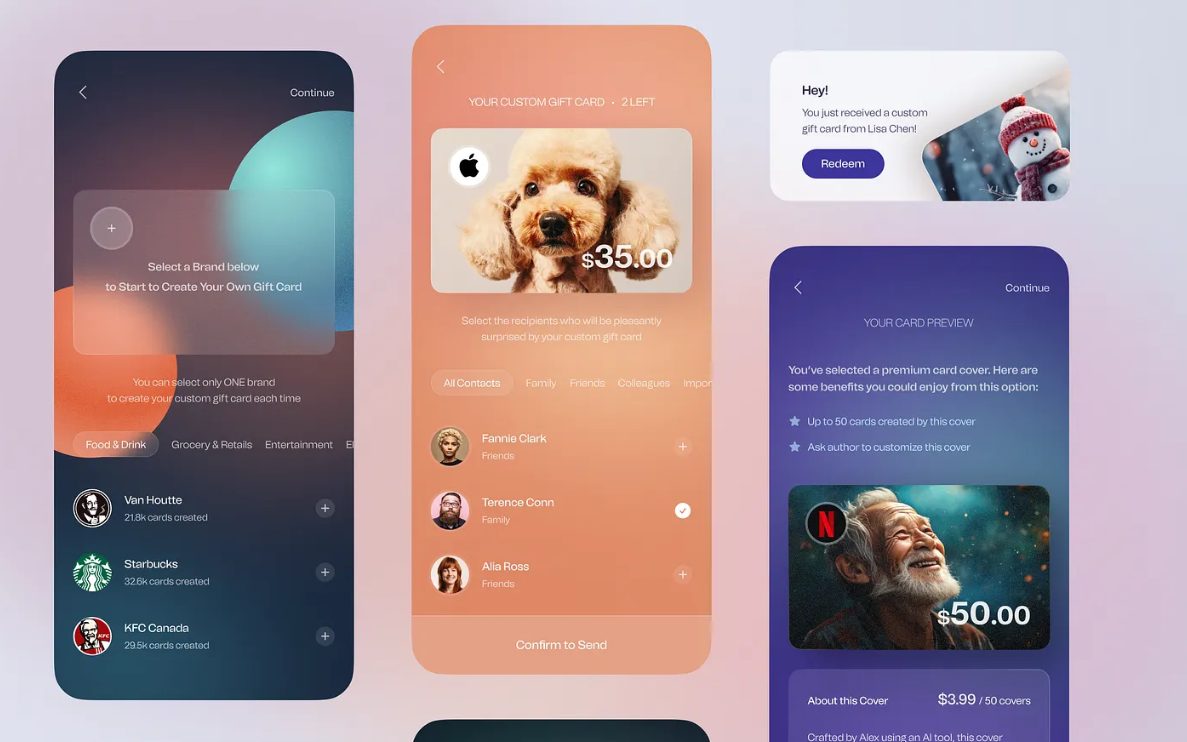 Continue
Select a Brand below
to Start to Create Your Own Gift Card
You can select only ONE brand
to create your custom gift card each time
Food & Drink
Grocery & Retails
Entertainment
El
Van Houtte
21.8k cards created
Starbucks
32.6k cards created
KFC Canada
29.5k cards created
KFC
YOUR CUSTOM GIFT CARD • 2 LEFT
$35.00
Select the recipients who will be pleasantly
surprised by your custom gift card
All Contacts
Family
Friends
Colleagues
Impor
Fannie Clark
Friends
Terence Conn
Family
Alia Ross
Friends
Confirm to Send
Hey!
You just received a custom
gift card from Lisa Chen!
Redeem
Continue
YOUR CARD PREVIEW
You've selected a premium card cover. Here are
some benefits you could enjoy from this option:
Up to 50 cards created by this cover
Ask author to customize this cover
N
$50.00
About this Cover
$3.99 / 50 covers
Crafted by Alex using an AI tool, this cover